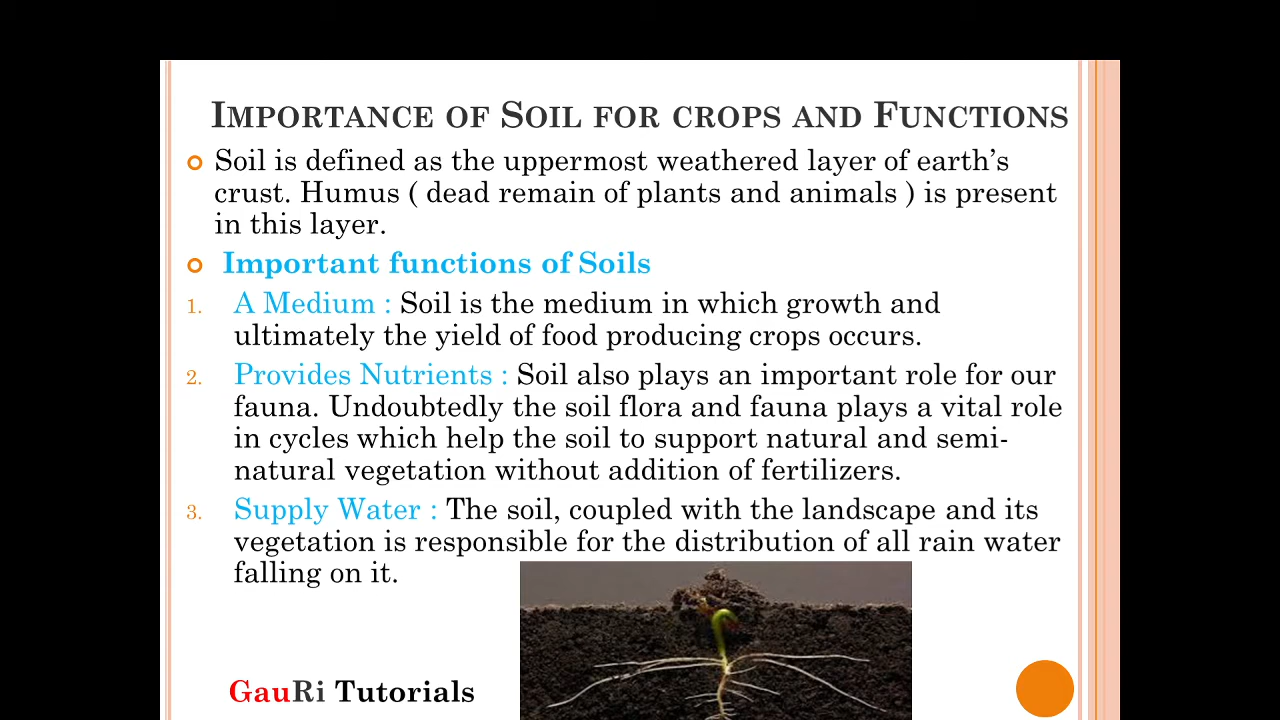 IMPORTANCE OF SOIL FOR CROPS AND FUNCTIONS
Soil is defined as the uppermost weathered layer of earth’s
crust. Humus ( dead remain of plants and animals ) is present
in this layer.
Important functions of Soils
1. A Medium : Soil is the medium in which growth and
ultimately the yield of food producing crops occurs.
2. Provides Nutrients : Soil also plays an important role for our
fauna. Undoubtedly the soil flora and fauna plays a vital role
in cycles which help the soil to support natural and semi-
natural vegetation without addition of fertilizers.
3. Supply Water : The soil, coupled with the landscape and its
vegetation is responsible for the distribution of all rain water
falling on it.
GauRi Tutorials